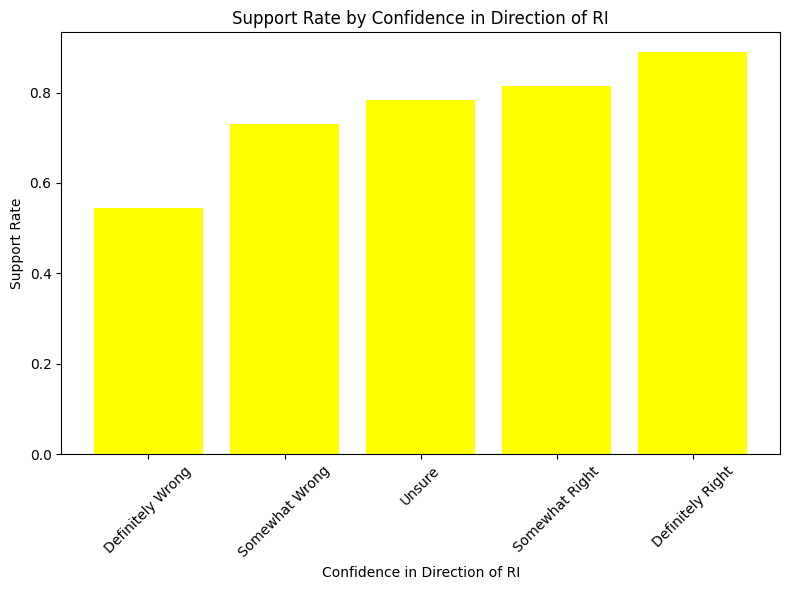 Support Rate by Confidence in Direction of RI
Support Rate
0.8
0.6
0.4
0.2
0.0
Definitely Wrong
Somewhat Wrong
Unsure
Somewhat Right
Definitely Right
Confidence in Direction of RI